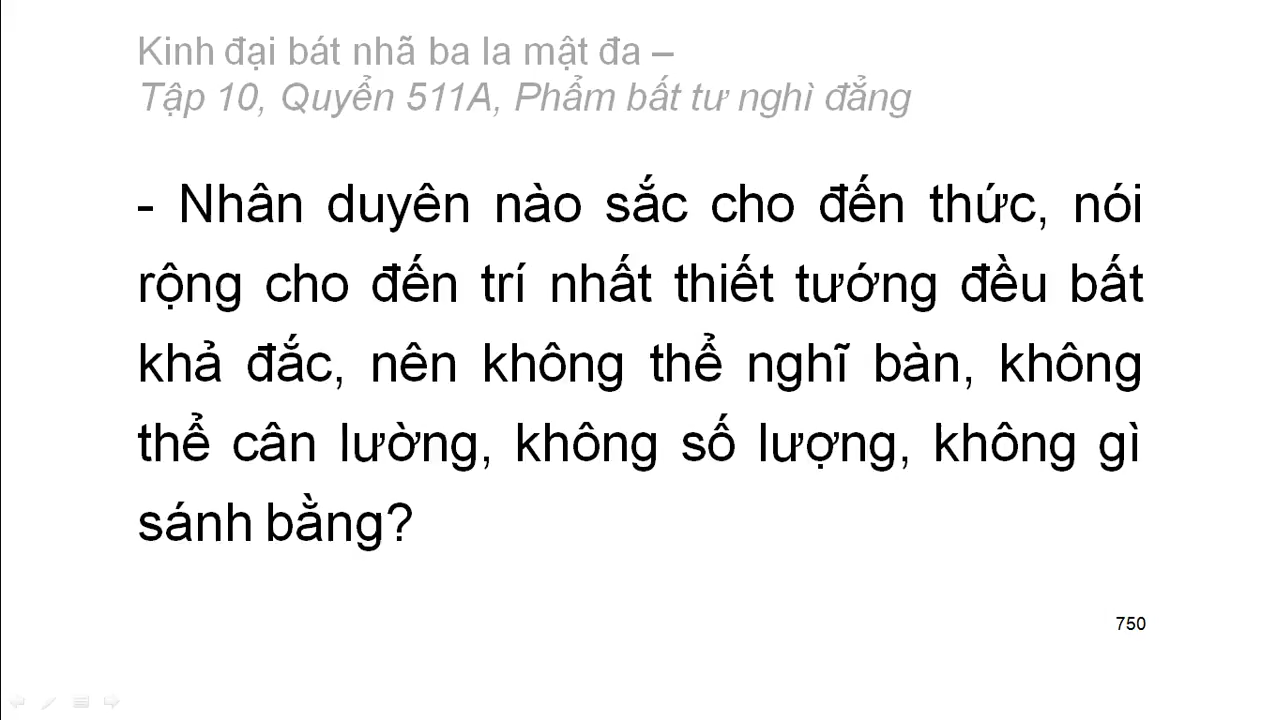 Kinh đại bát nhã ba la mật đa –
Tập 10, Quyển 511A, Phẩm bất tư nghì đẳng
- Nhân duyên nào sắc cho đến thức, nói
rộng cho đến trí nhất thiết tướng đều bất
khả đắc, nên không thể nghĩ bàn, không
thể cân lường, không số lượng, không gì
sánh bằng?
750